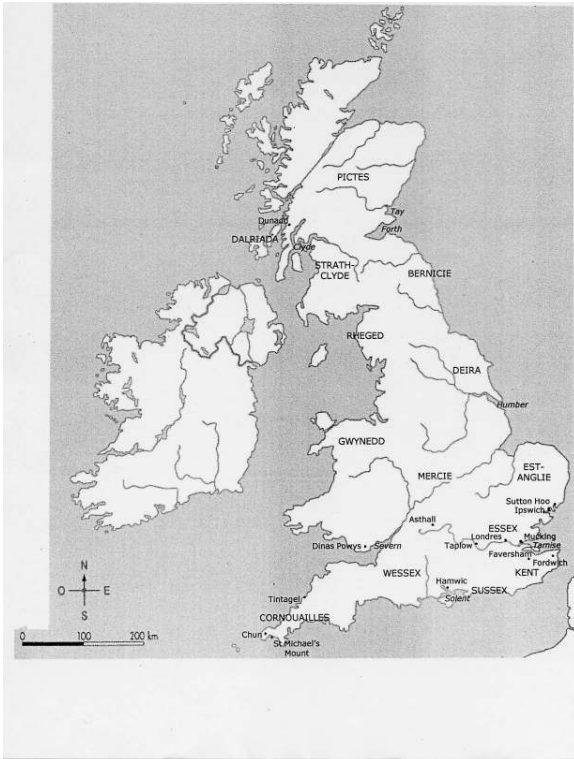 PICTES
Tay
Dunadd
Forth
DALRIADA
Clyde
STRATH-
CLYDE
BERNICIE
RHEGED
DEIRA
Humber
GWYNEDD
MERCIE
EST-
ANGLIE
Sutton Hoo
Ipswich
Asthall
ESSEX
Londres
Mucking
Dinas Powys
Severn
Taplow
Tamise
Faversham
Fordwich
WESSEX
KENT
Hamwic
SUSSEX
Solent
Tintagel
CORNOUAILLES
Chun
St Michael's
Mount
N
O E
S
0 100 200 km